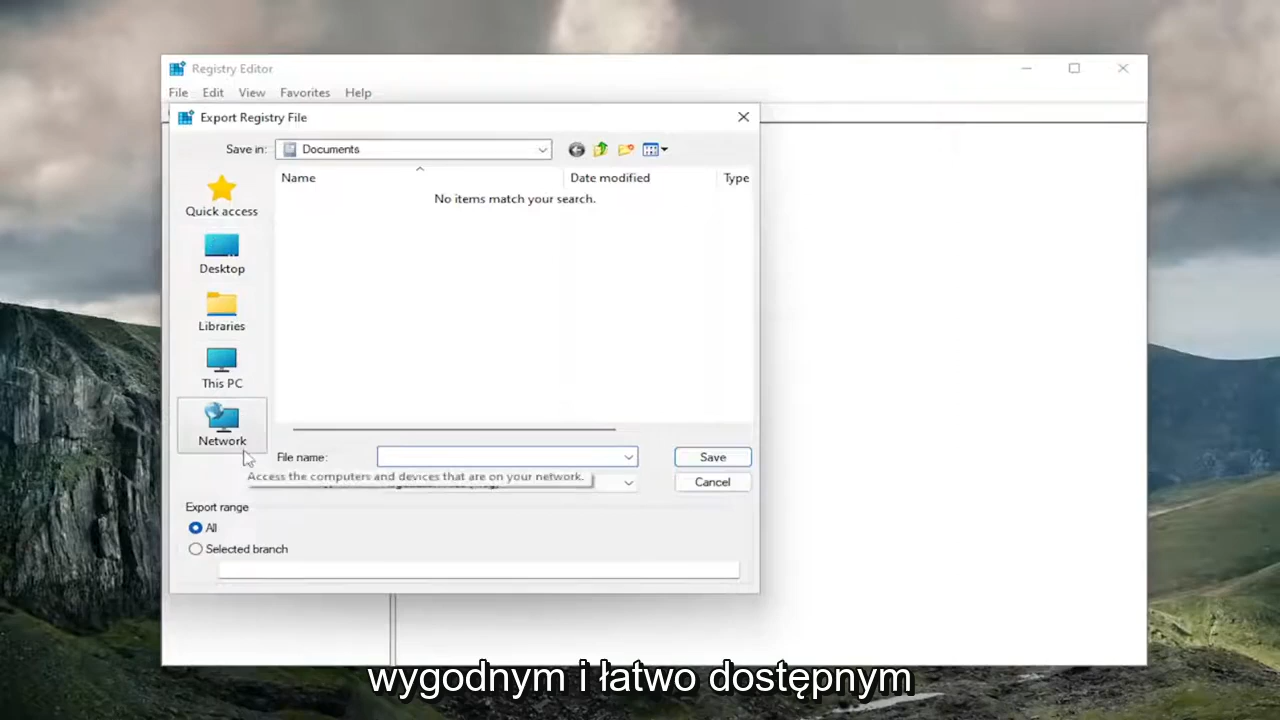 Registry Editor
File Edit View Favorites Help
Export Registry File
Save in: Documents
Name Date modified Type
No items match your search.
Quick access
Desktop
Libraries
This PC
Network
File name: Save
Access the computers and devices that are on your network.
Cancel
Export range
All
Selected branch
wygodnym i łatwo dostępnym